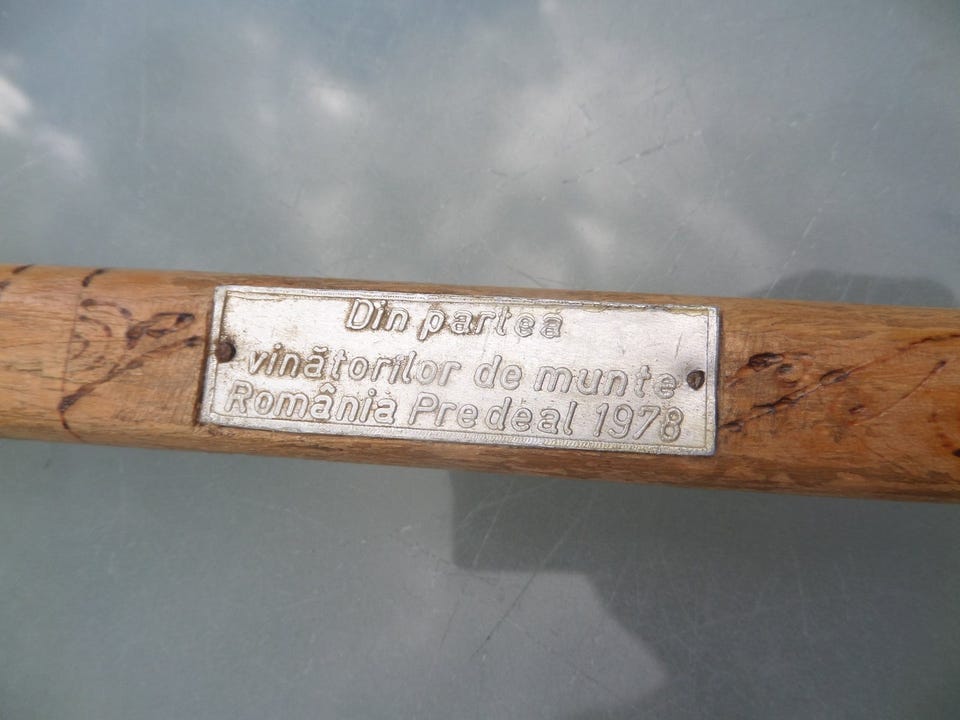 Din partea
vinătorilor de munte
România Predeal 1978